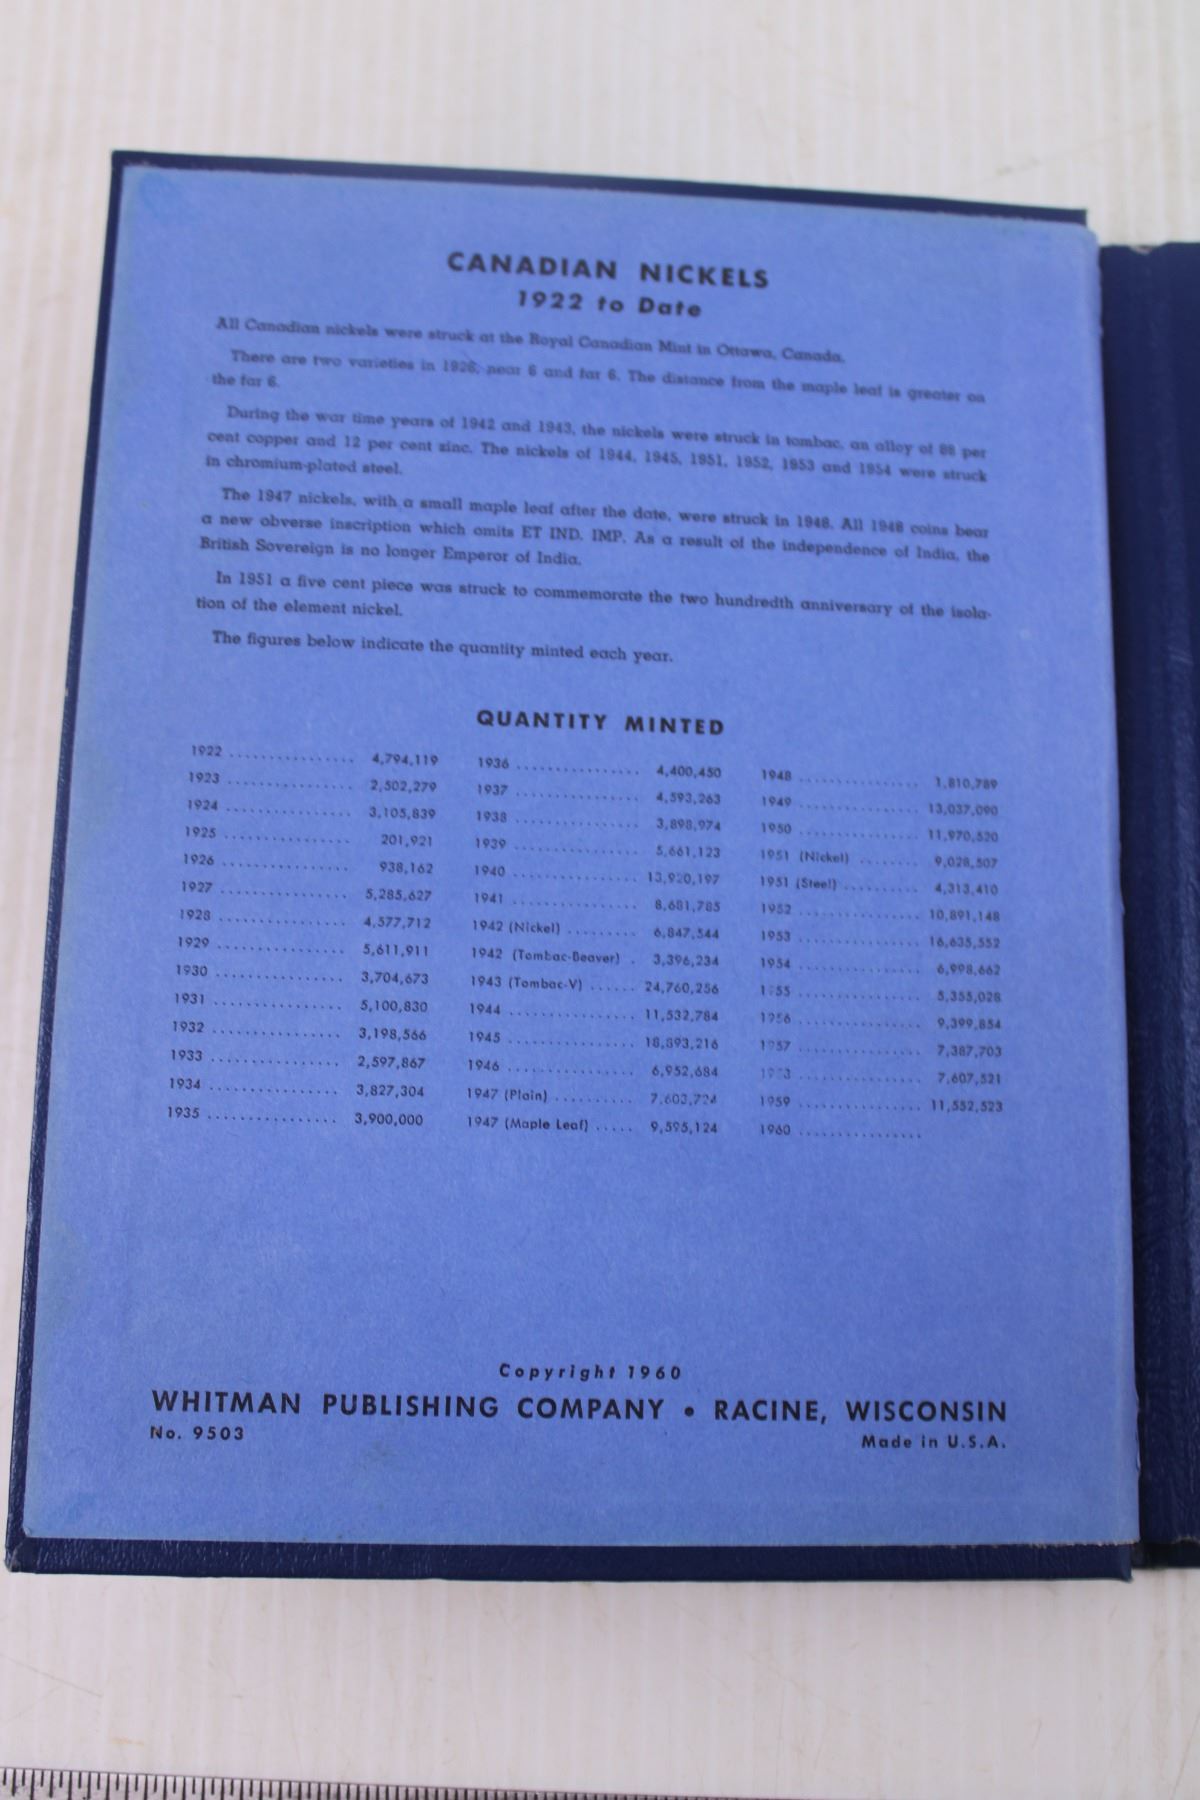 CANADIAN NICKELS
1922 to Date
All Canadian nickels were struck at the Royal Canadian Mint in Ottawa, Canada.
There are two varieties in 1926, near 6 and far 6. The distance from the maple leaf is greater on
the far 6.
During the war time years of 1942 and 1943, the nickels were struck in tombac, an alloy of 88 per
cent copper and 12 per cent zinc. The nickels of 1944, 1945, 1951, 1952, 1953 and 1954 were struck
in chromium-plated steel.
The 1947 nickels, with a small maple leaf after the date, were struck in 1948. All 1948 coins bear
a new obverse inscription which omits ET IND. IMP. As a result of the independence of India, the
British Sovereign is no longer Emperor of India.
In 1951 a five cent piece was struck to commemorate the two hundredth anniversary of the isola-
tion of the element nickel.
The figures below indicate the quantity minted each year.
QUANTITY MINTED
1922 ................ 4,794,119
1923 ................ 2,502,279
1924 ................ 3,105,839
1925 ................ 201,921
1926 ................ 938,162
1927 ................ 5,285,627
1928 ................ 4,577,712
1929 ................ 5,611,911
1930 ................ 3,704,673
1931 ................ 5,100,830
1932 ................ 3,198,566
1933 ................ 2,597,867
1934 ................ 3,827,304
1935 ................ 3,900,000
1936 ................ 4,400,450
1937 ................ 4,593,263
1938 ................ 3,898,974
1939 ................ 5,661,123
1940 ................ 13,920,197
1941 ................ 8,681,785
1942 (Nickel) ......... 6,847,544
1942 (Tombac-Beaver) . 3,396,234
1943 (Tombac-V) ...... 24,760,256
1944 ................ 11,532,784
1945 ................ 18,893,216
1946 ................ 6,952,684
1947 (Plain) .......... 7,603,724
1947 (Maple Leaf) ..... 9,595,124
1948 ................ 1,810,789
1949 ................ 13,037,090
1950 ................ 11,970,520
1951 (Nickel) ........ 9,028,507
1951 (Steel) .......... 4,313,410
1952 ................ 10,891,148
1953 ................ 16,635,552
1954 ................ 6,998,662
1955 ................ 5,355,028
1956 ................ 9,399,854
1957 ................ 7,387,703
1958 ................ 7,607,521
1959 ................ 11,552,523
1960 ................
Copyright 1960
WHITMAN PUBLISHING COMPANY • RACINE, WISCONSIN
No. 9503 Made in U.S.A.